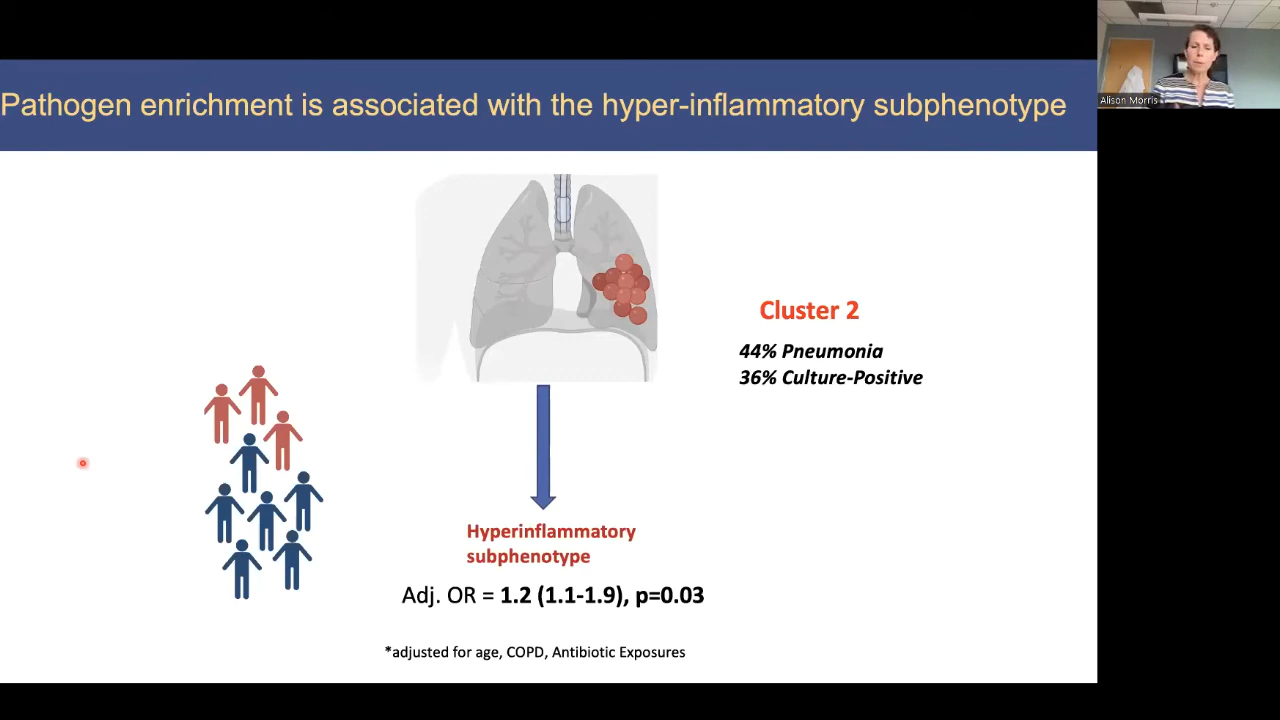 Pathogen enrichment is associated with the hyper-inflammatory subphenotype
Alison Morris
Cluster 2
44% Pneumonia
36% Culture-Positive
Hyperinflammatory
subphenotype
Adj. OR = 1.2 (1.1-1.9), p=0.03
*adjusted for age, COPD, Antibiotic Exposures